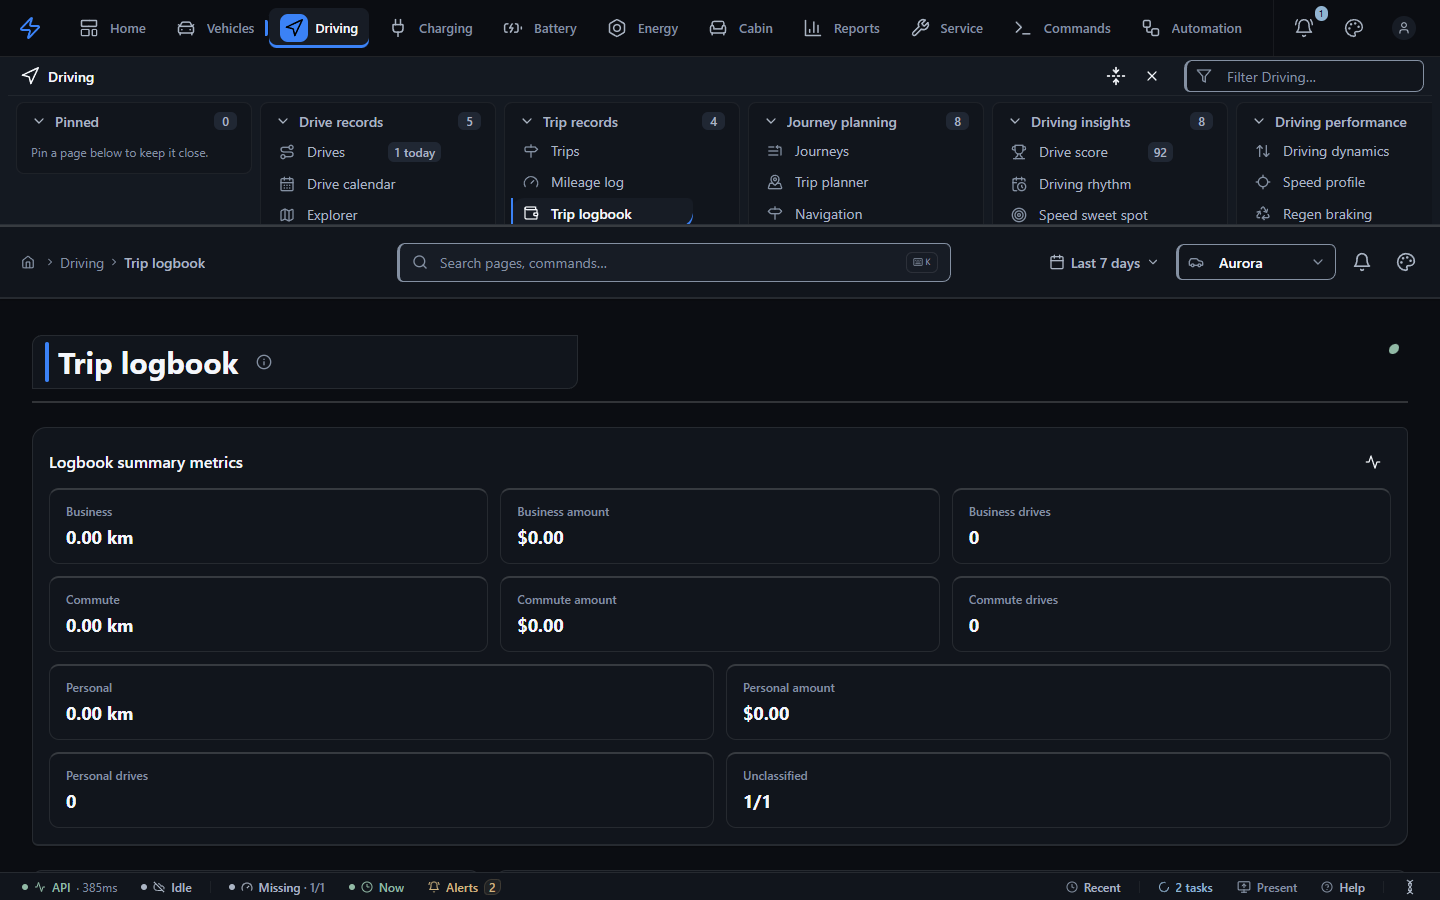 Home
Vehicles
Driving
Charging
Battery
Energy
Cabin
Reports
Service
Commands
Automation
1
Driving
Filter Driving...
Pinned 0
Pin a page below to keep it close.
Drive records 5
Drives 1 today
Drive calendar
Explorer
Trip records 4
Trips
Mileage log
Trip logbook
Journey planning 8
Journeys
Trip planner
Navigation
Driving insights 8
Drive score 92
Driving rhythm
Speed sweet spot
Driving performance
Driving dynamics
Speed profile
Regen braking
Driving
Trip logbook
Search pages, commands...
K
Last 7 days
Aurora
Trip logbook
Logbook summary metrics
Business
0.00 km
Business amount
$0.00
Business drives
0
Commute
0.00 km
Commute amount
$0.00
Commute drives
0
Personal
0.00 km
Personal amount
$0.00
Personal drives
0
Unclassified
1/1
API · 385ms
Idle
Missing · 1/1
Now
Alerts 2
Recent
2 tasks
Present
Help